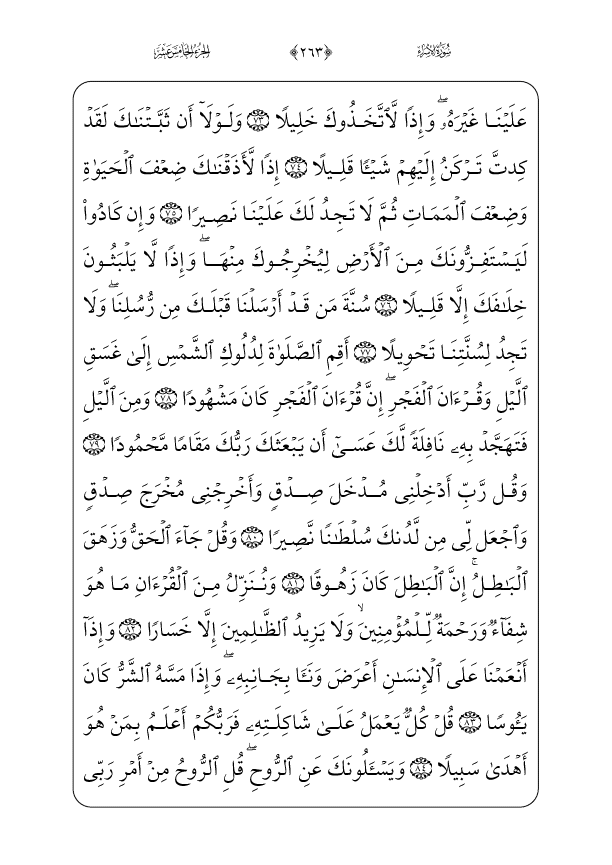 سُورَةُ الإِسْرَاء ﴿٢٦٣﴾ الجُزْءُ الخَامِسَ عَشَرَ
عَلَيۡنَا غَيۡرَهُۥۖ وَإِذٗا لَّٱتَّخَذُوكَ خَلِيلٗا ٧٣ وَلَوۡلَآ أَن ثَبَّتۡنَٰكَ لَقَدۡ
كِدتَّ تَرۡكَنُ إِلَيۡهِمۡ شَيۡـٔٗا قَلِيلًا ٧٤ إِذٗا لَّأَذَقۡنَٰكَ ضِعۡفَ ٱلۡحَيَوٰةِ
وَضِعۡفَ ٱلۡمَمَاتِ ثُمَّ لَا تَجِدُ لَكَ عَلَيۡنَا نَصِيرٗا ٧٥ وَإِن كَادُواْ
لَيَسۡتَفِزُّونَكَ مِنَ ٱلۡأَرۡضِ لِيُخۡرِجُوكَ مِنۡهَاۖ وَإِذٗا لَّا يَلۡبَثُونَ
خِلَٰفَكَ إِلَّا قَلِيلٗا ٧٦ سُنَّةَ مَن قَدۡ أَرۡسَلۡنَا قَبۡلَكَ مِن رُّسُلِنَاۖ وَلَا
تَجِدُ لِسُنَّتِنَا تَحۡوِيلًا ٧٧ أَقِمِ ٱلصَّلَوٰةَ لِدُلُوكِ ٱلشَّمۡسِ إِلَىٰ غَسَقِ
ٱلَّيۡلِ وَقُرۡءَانَ ٱلۡفَجۡرِۖ إِنَّ قُرۡءَانَ ٱلۡفَجۡرِ كَانَ مَشۡهُودٗا ٧٨ وَمِنَ ٱلَّيۡلِ
فَتَهَجَّدۡ بِهِۦ نَافِلَةٗ لَّكَ عَسَىٰٓ أَن يَبۡعَثَكَ رَبُّكَ مَقَامٗا مَّحۡمُودٗا ٧٩
وَقُل رَّبِّ أَدۡخِلۡنِي مُدۡخَلَ صِدۡقٖ وَأَخۡرِجۡنِي مُخۡرَجَ صِدۡقٖ
وَٱجۡعَل لِّي مِن لَّدُنكَ سُلۡطَٰنٗا نَّصِيرٗا ٨٠ وَقُلۡ جَآءَ ٱلۡحَقُّ وَزَهَقَ
ٱلۡبَٰطِلُۚ إِنَّ ٱلۡبَٰطِلَ كَانَ زَهُوقٗا ٨١ وَنُنَزِّلُ مِنَ ٱلۡقُرۡءَانِ مَا هُوَ
شِفَآءٞ وَرَحۡمَةٞ لِّلۡمُؤۡمِنِينَۙ وَلَا يَزِيدُ ٱلظَّٰلِمِينَ إِلَّا خَسَارٗا ٨٢ وَإِذَآ
أَنۡعَمۡنَا عَلَى ٱلۡإِنسَٰنِ أَعۡرَضَ وَنَـَٔا بِجَانِبِهِۦۖ وَإِذَا مَسَّهُ ٱلشَّرُّ كَانَ
يَـُٔوسٗا ٨٣ قُلۡ كُلّٞ يَعۡمَلُ عَلَىٰ شَاكِلَتِهِۦ فَرَبُّكُمۡ أَعۡلَمُ بِمَنۡ هُوَ
أَهۡدَىٰ سَبِيلٗا ٨٤ وَيَسۡـَٔلُونَكَ عَنِ ٱلرُّوحِۖ قُلِ ٱلرُّوحُ مِنۡ أَمۡرِ رَبِّي